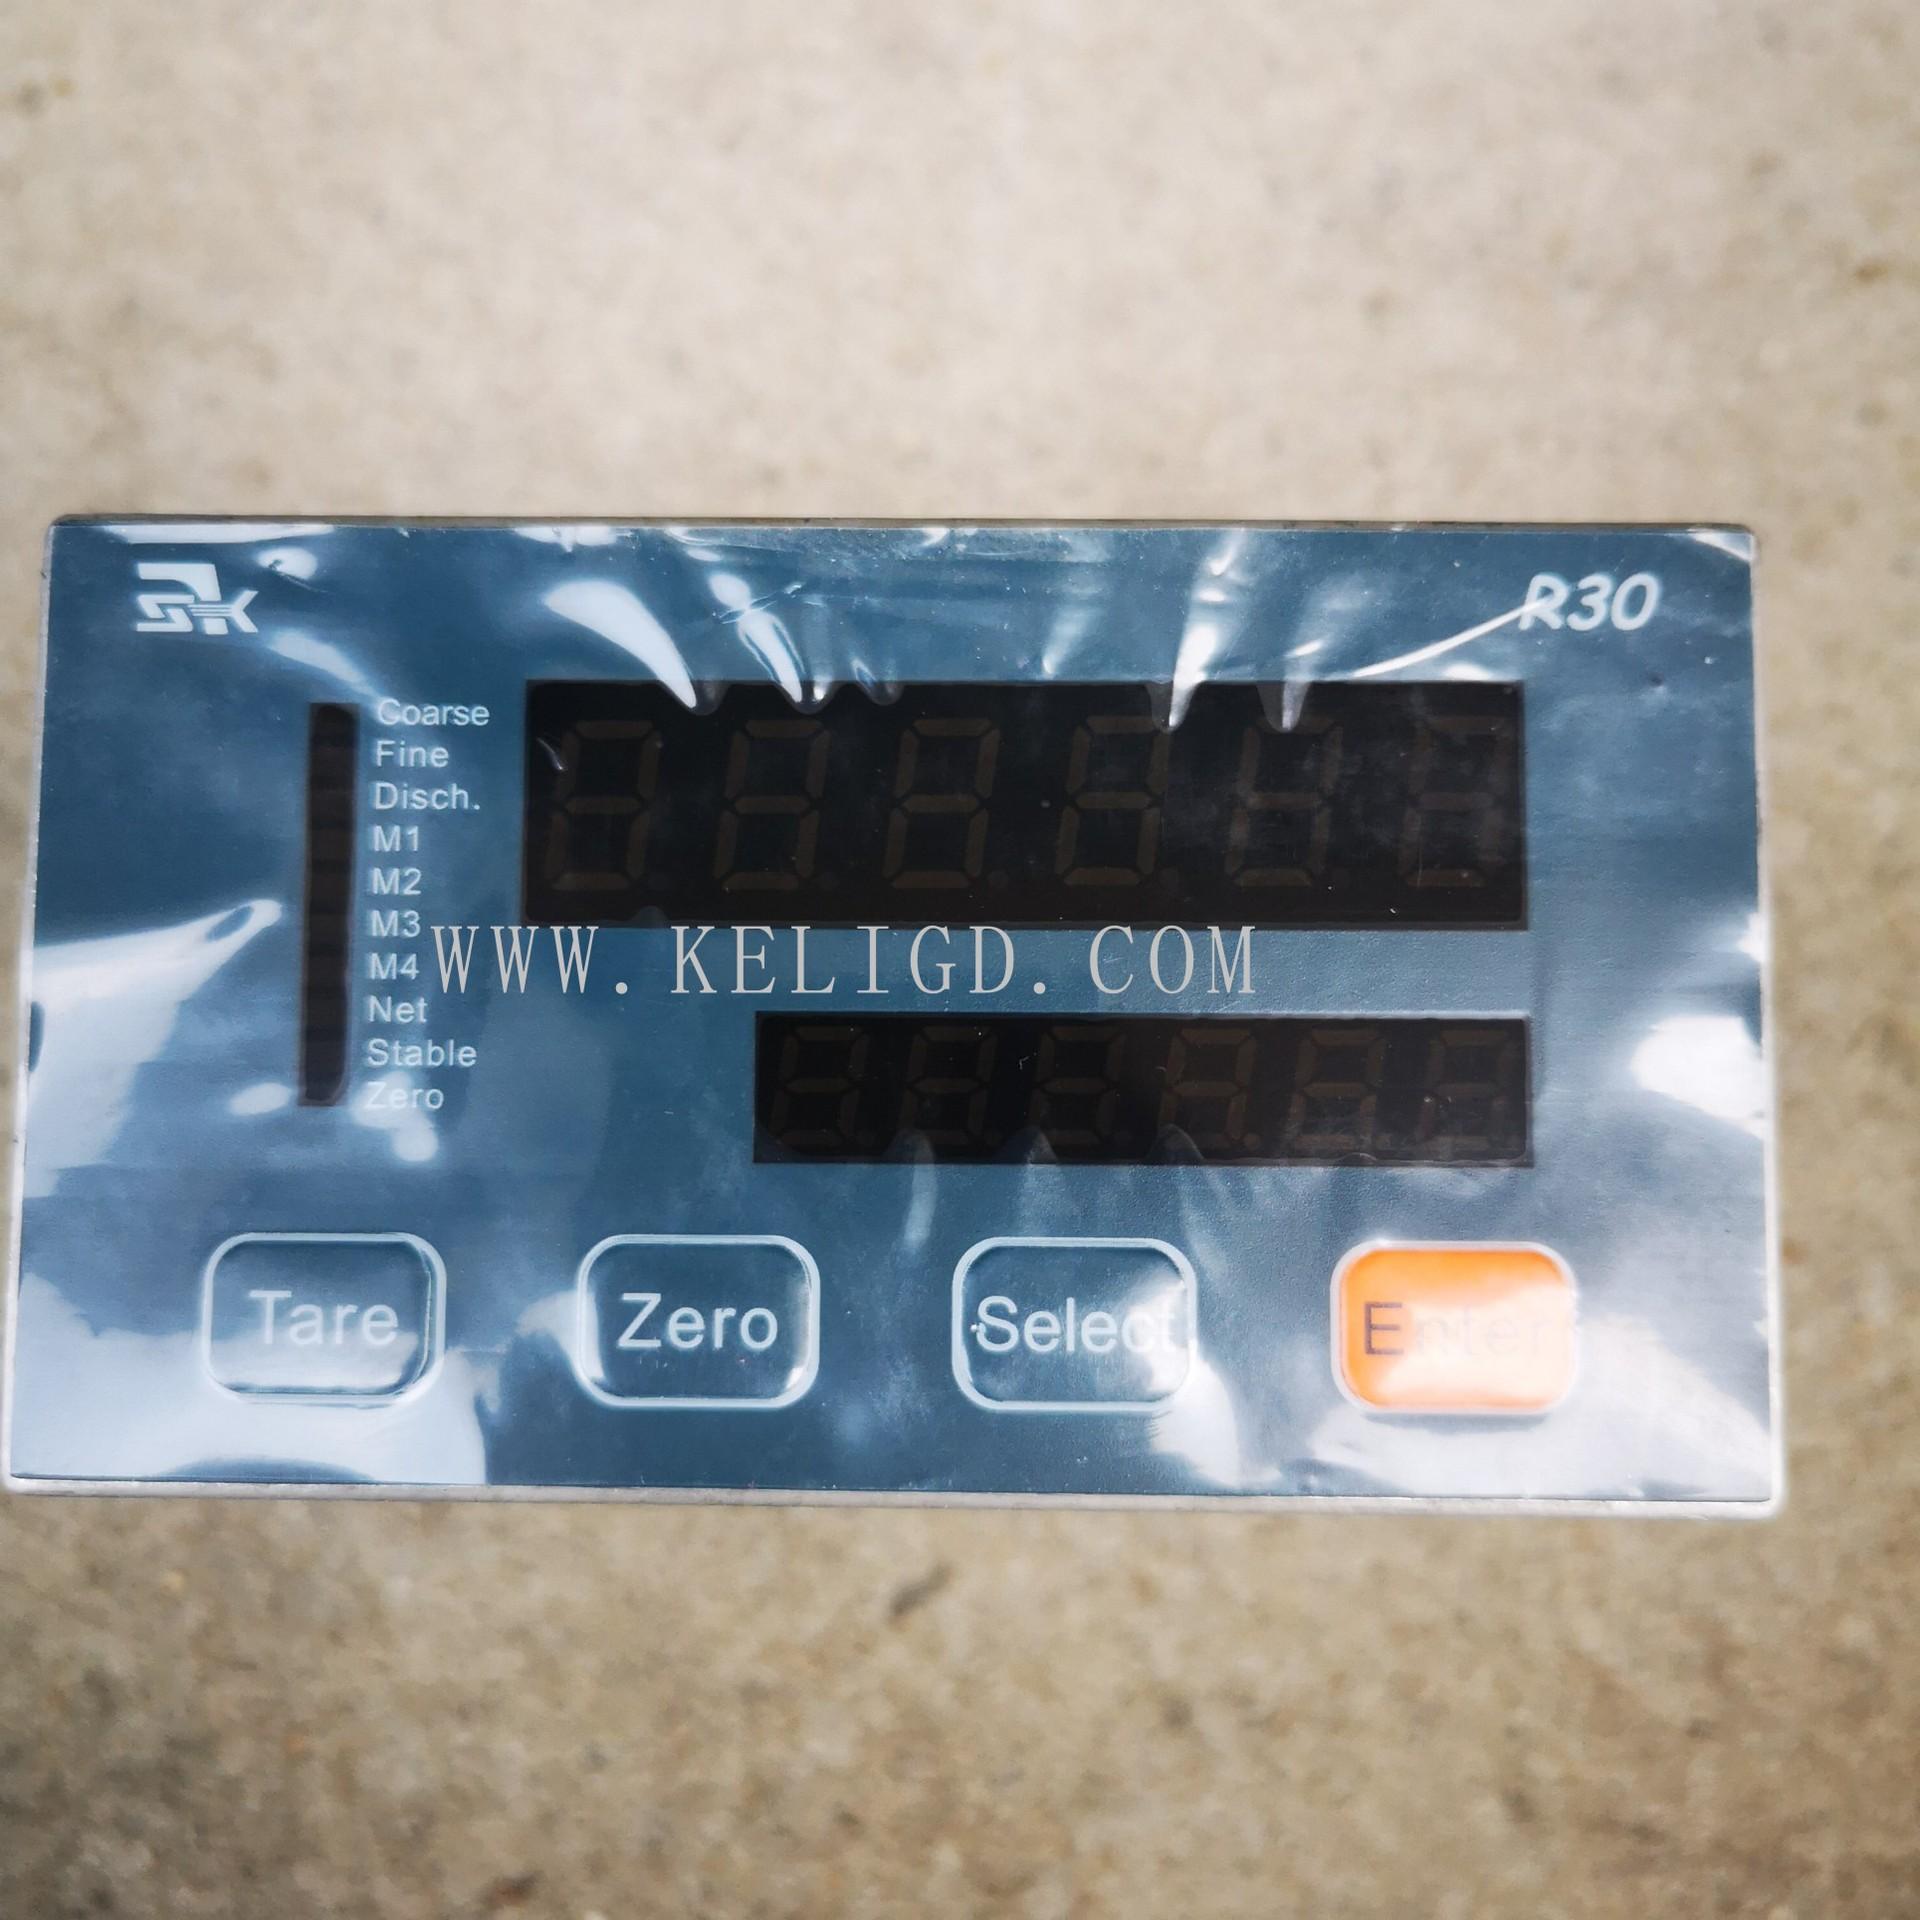 R30
Coarse
Fine
Disch.
M1
M2
M3
M4
Net
Stable
Zero
WWW.KELIGD.COM
Tare
Zero
Select
Enter